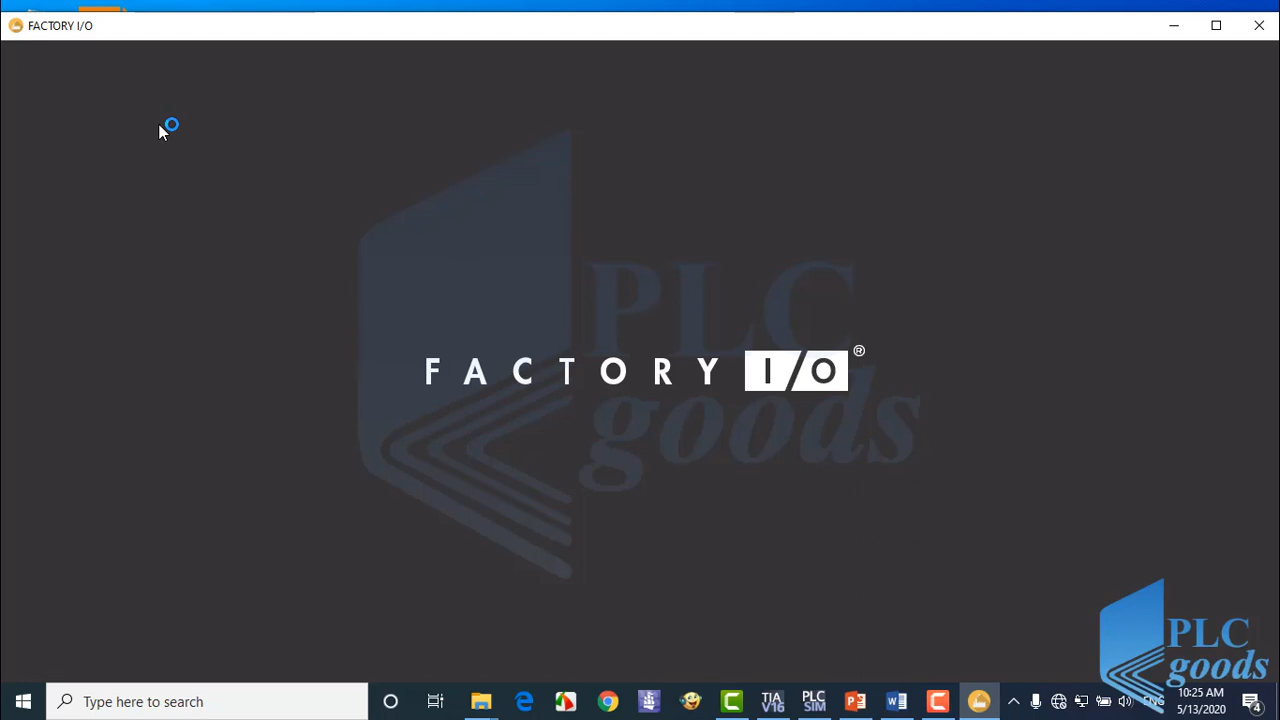 FACTORY I/O
PLC
goods
FACTORY I/O®
PLC
goods
Type here to search
TIA
V16
PLC
SIM
ENG
10:25 AM
5/13/2020
4